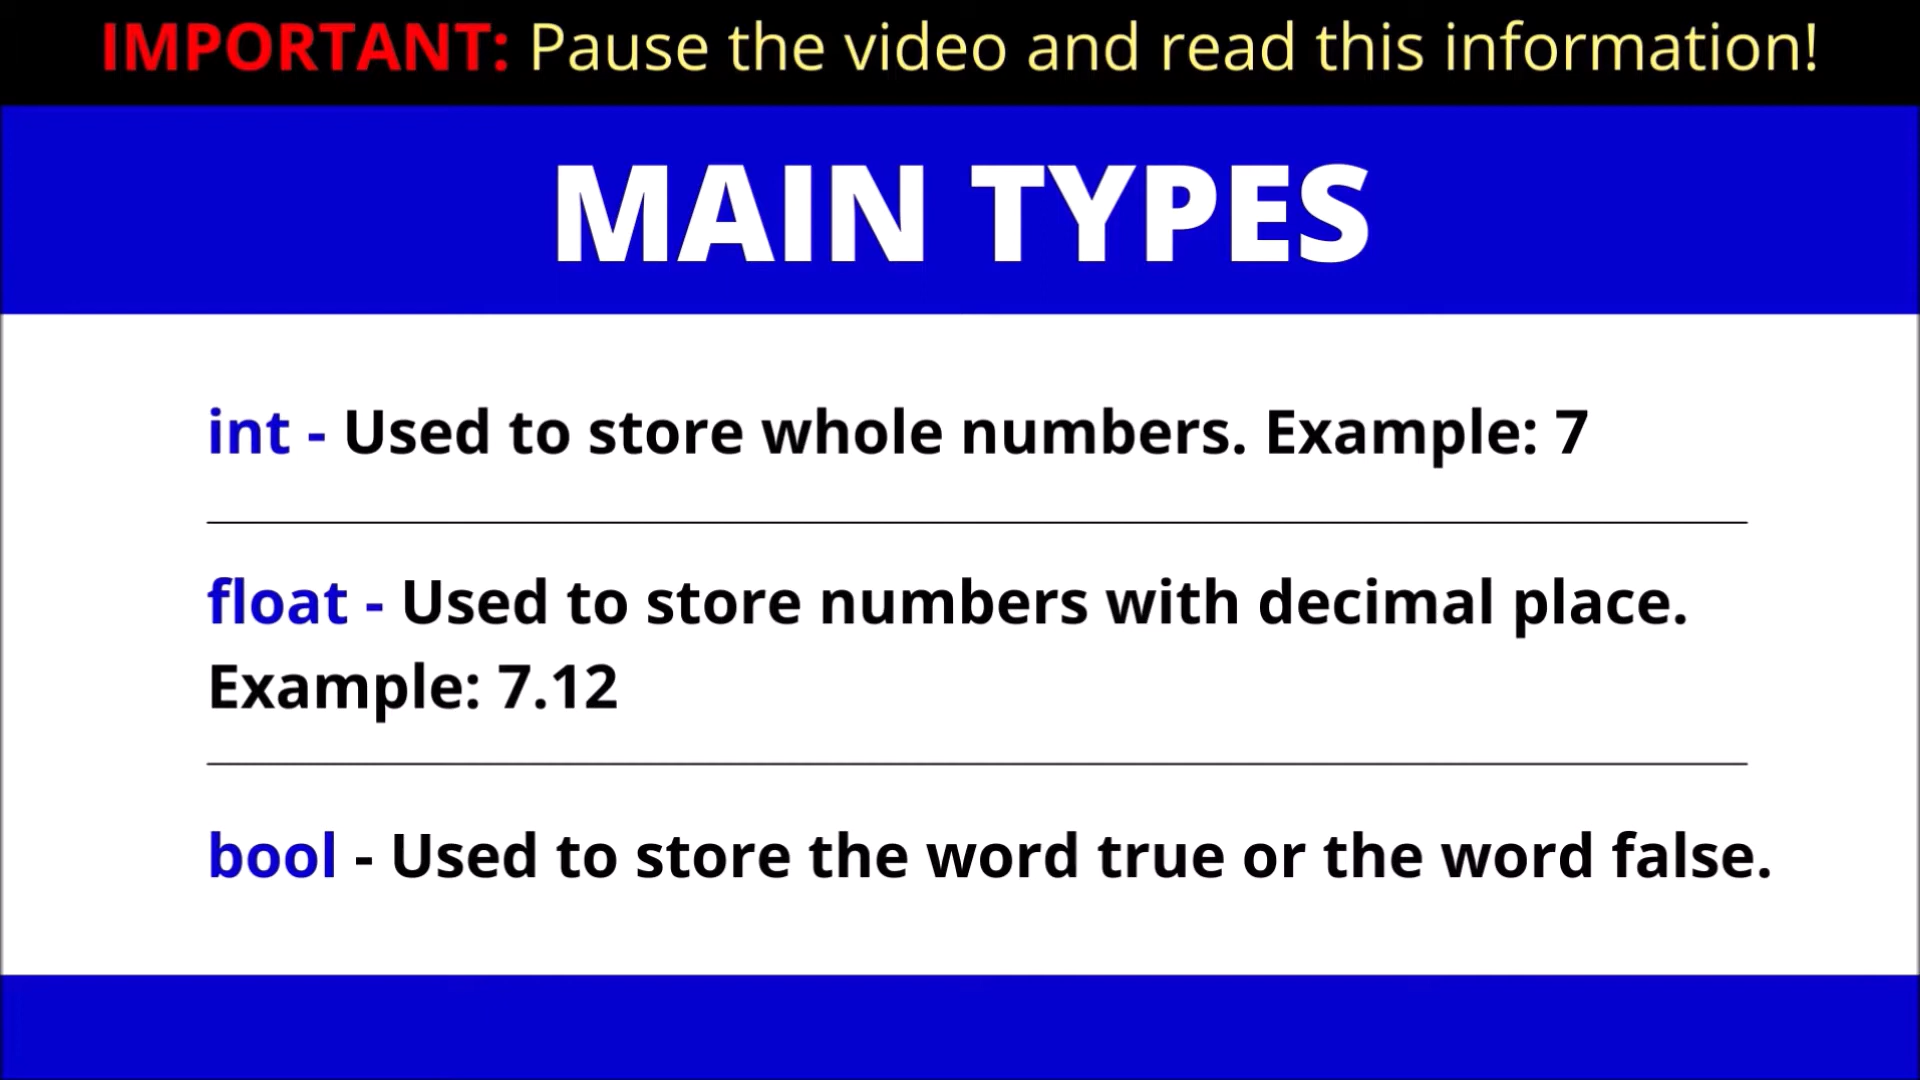 IMPORTANT: Pause the video and read this information!
MAIN TYPES
int - Used to store whole numbers. Example: 7
float - Used to store numbers with decimal place.
Example: 7.12
bool - Used to store the word true or the word false.